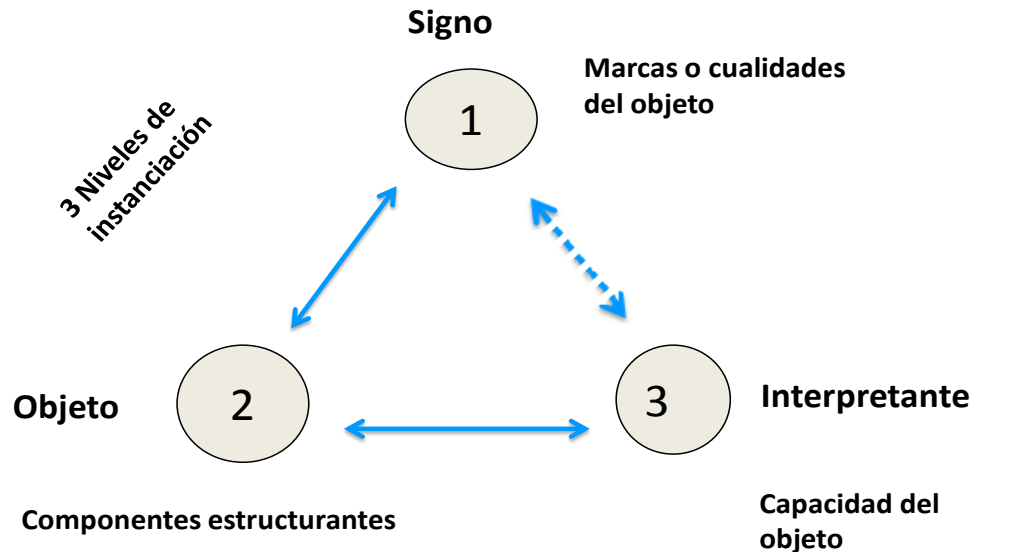 Signo
Marcas o cualidades
del objeto
1
3 Niveles de
instanciación
Objeto
2
3
Interpretante
Componentes estructurantes
Capacidad del
objeto